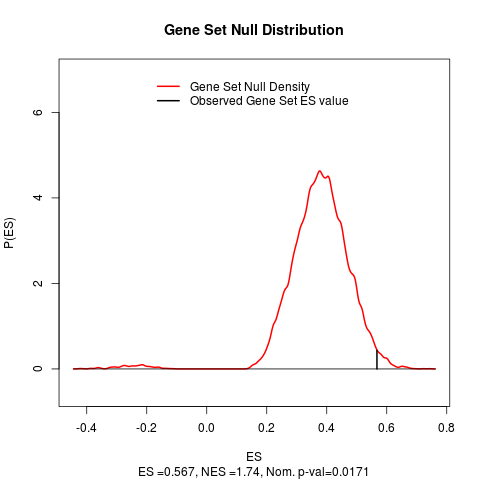 Gene Set Null Distribution
Gene Set Null Density
Observed Gene Set ES value
P(ES)
6
4
2
0
-0.4 -0.2 0.0 0.2 0.4 0.6 0.8
ES
ES =0.567, NES =1.74, Nom. p-val=0.0171